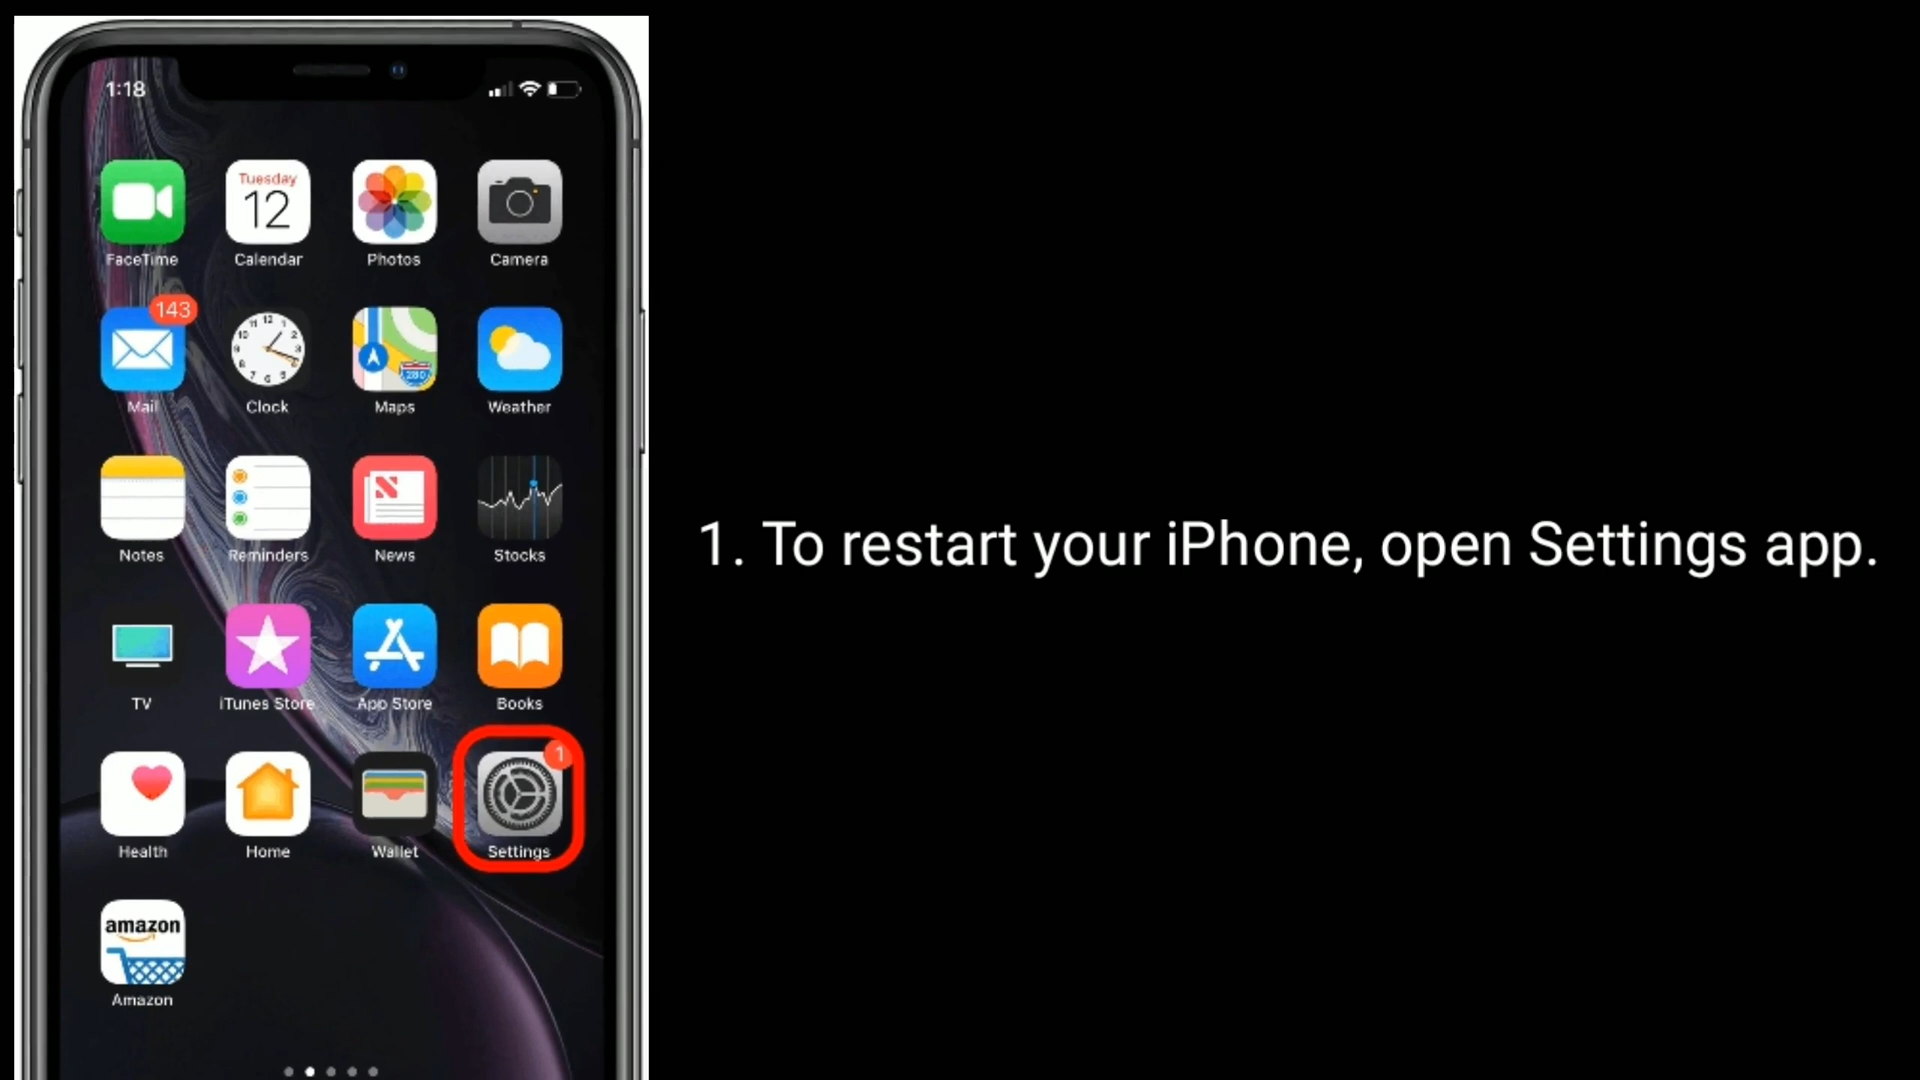 1:18
Tuesday
12
FaceTime
Calendar
Photos
Camera
143
Mail
Clock
Maps
Weather
280
Notes
Reminders
News
Stocks
TV
iTunes Store
App Store
Books
1
Health
Home
Wallet
Settings
amazon
Amazon
1. To restart your iPhone, open Settings app.